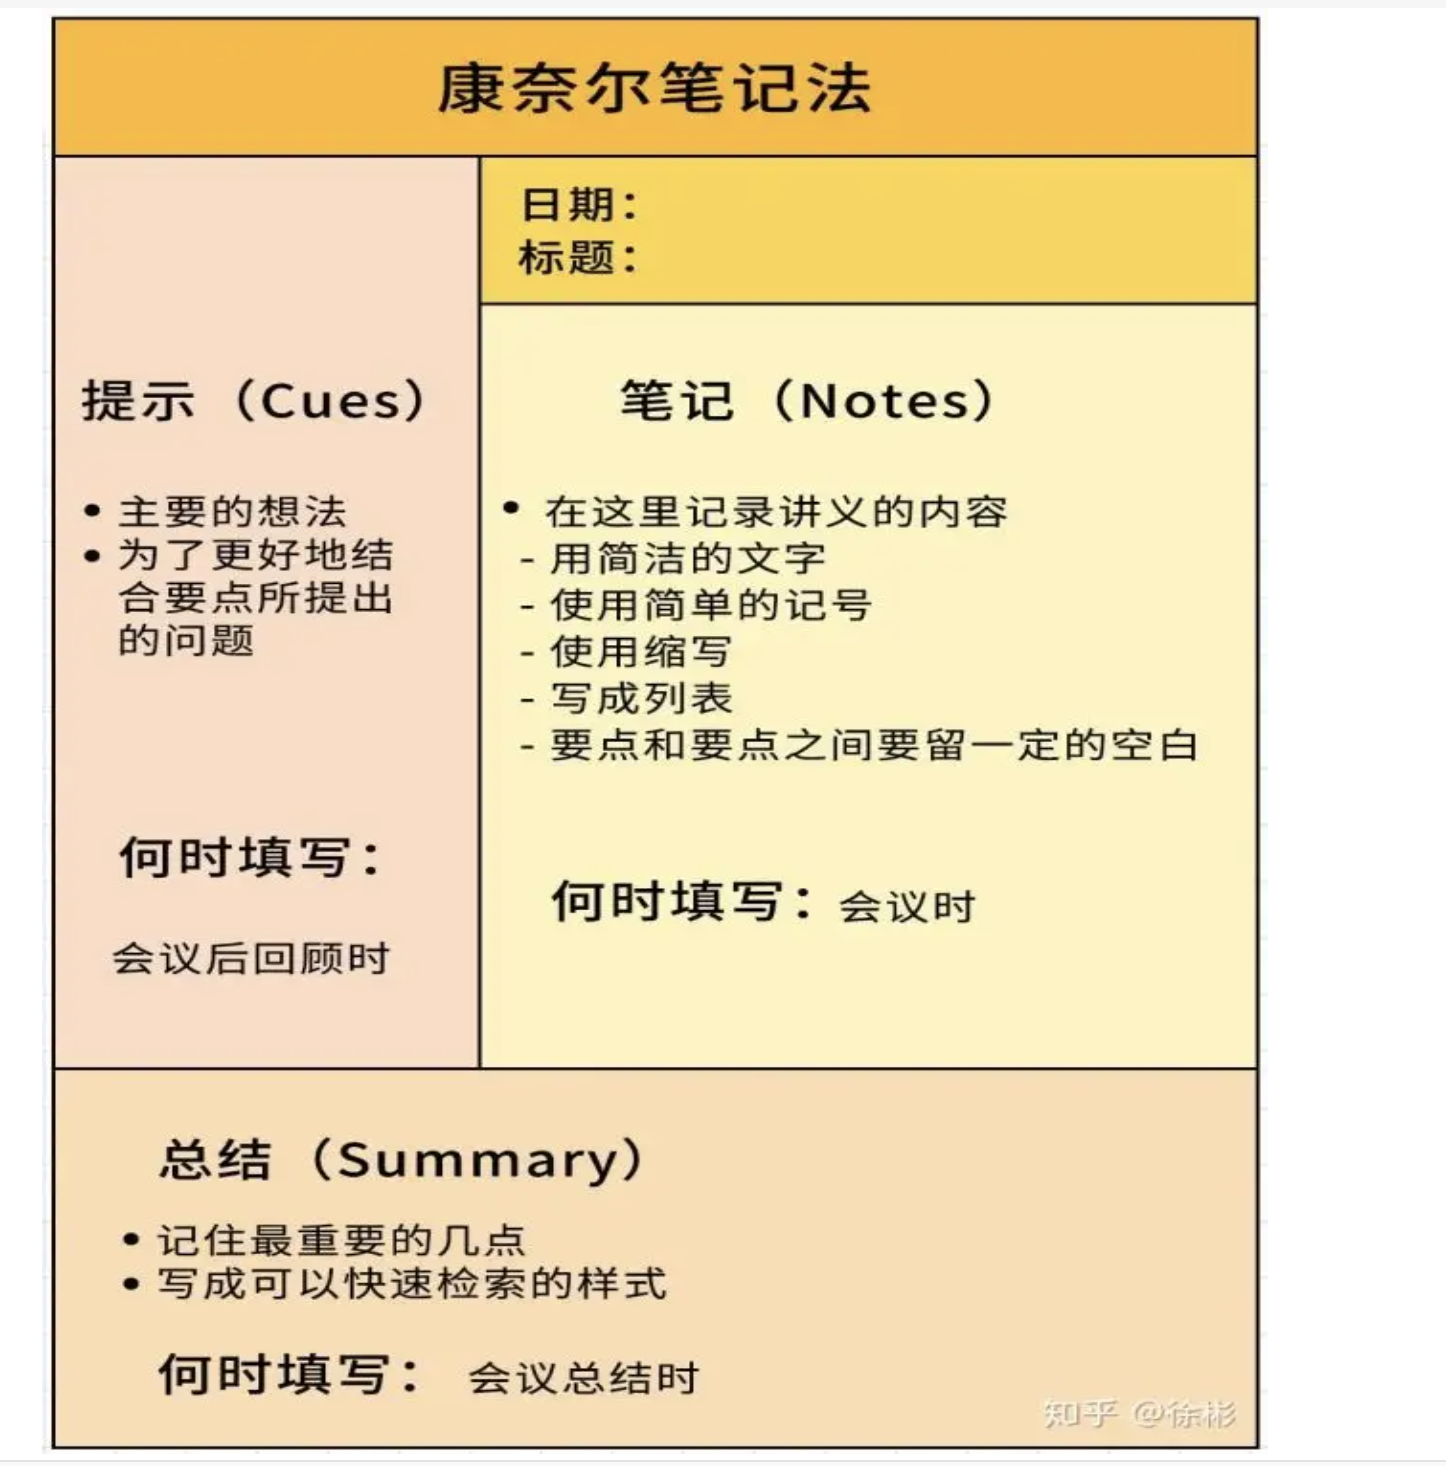 康奈尔笔记法
日期：
标题：
提示（Cues）
• 主要的想法
• 为了更好地结
合要点所提出
的问题
何时填写：
会议后回顾时
笔记（Notes）
• 在这里记录讲义的内容
- 用简洁的文字
- 使用简单的记号
- 使用缩写
- 写成列表
- 要点和要点之间要留一定的空白
何时填写：会议时
总结（Summary）
• 记住最重要的几点
• 写成可以快速检索的样式
何时填写： 会议总结时
知乎 @徐彬